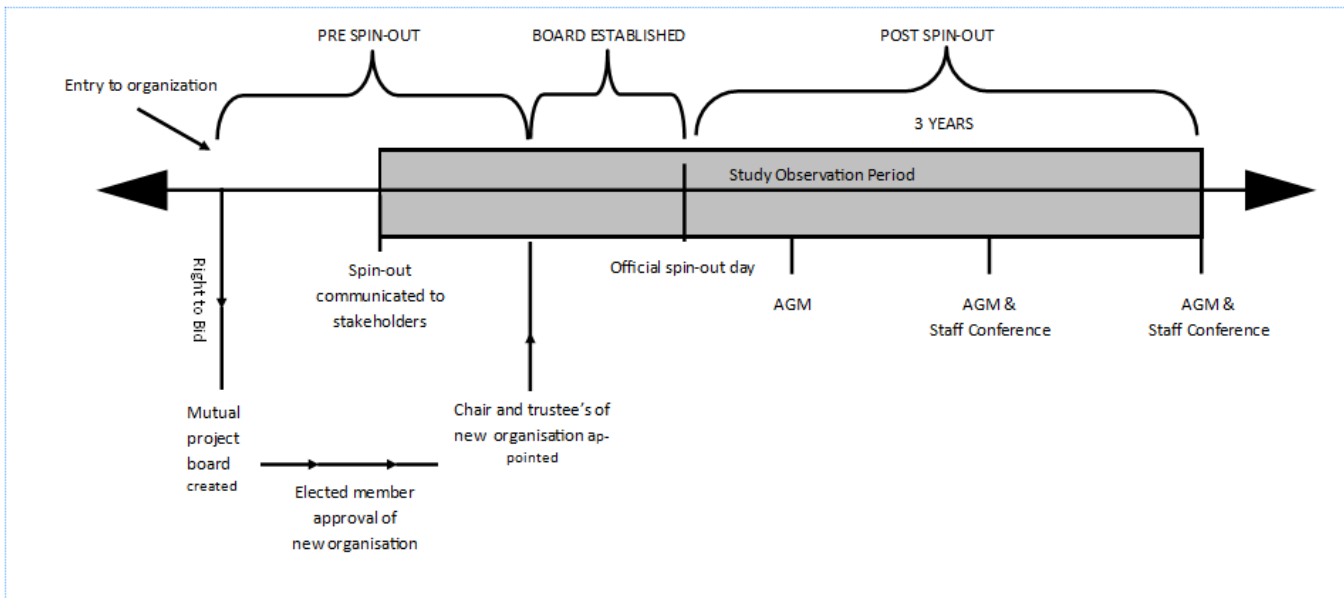 PRE SPIN-OUT
BOARD ESTABLISHED
POST SPIN-OUT
Entry to organization
3 YEARS
Study Observation Period
Right to Bid
Spin-out
communicated to
stakeholders
Official spin-out day
AGM
AGM &
Staff Conference
AGM &
Staff Conference
Mutual
project
board
created
Chair and trustee's of
new organisation ap-
pointed
Elected member
approval of
new organisation